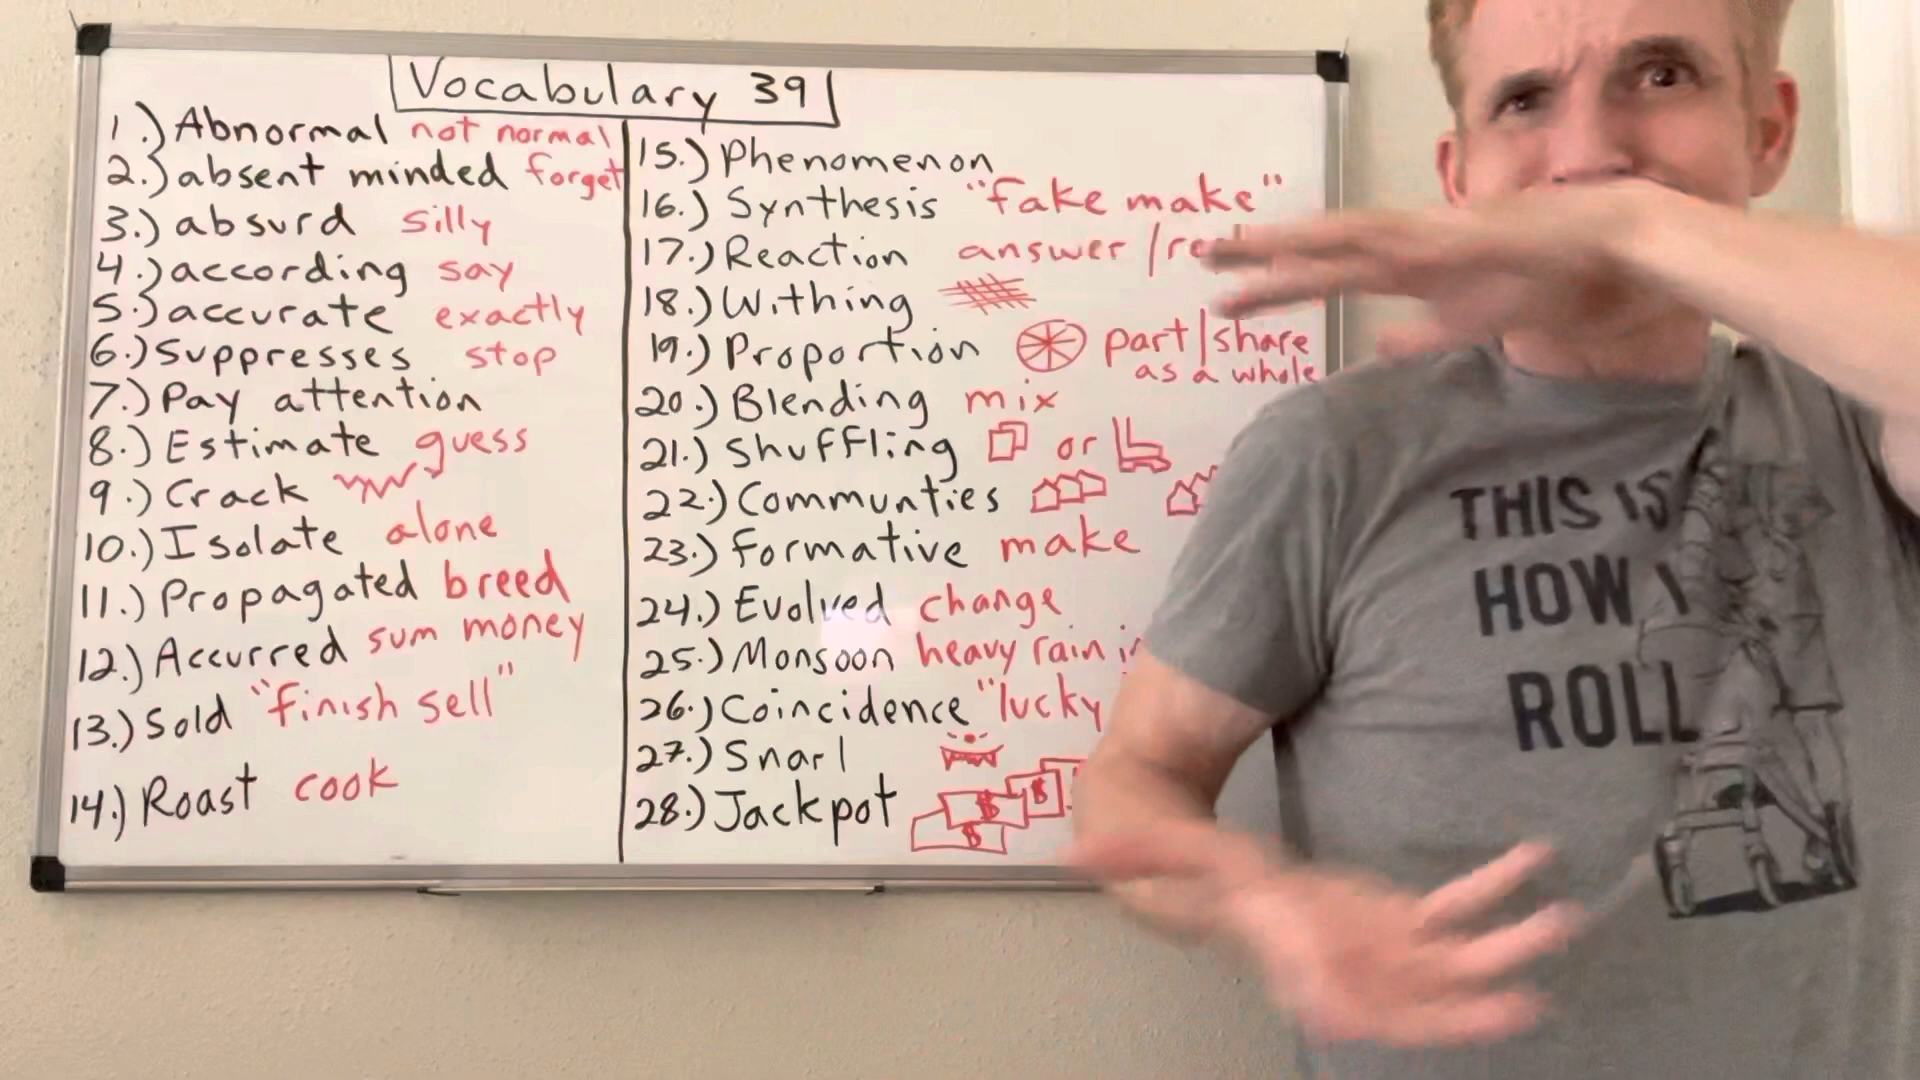 Vocabulary 39
1.) Abnormal not normal
2.) absent minded forget
3.) absurd silly
4.) according say
5.) accurate exactly
6.) Suppresses stop
7.) Pay attention
8.) Estimate guess
9.) Crack
10.) Isolate alone
11.) Propagated breed
12.) Accurred sum money
13.) Sold "finish sell"
14.) Roast cook
15.) Phenomenon
16.) Synthesis "fake make"
17.) Reaction answer /
18.) Withing
19.) Proportion part/share
as a whole
20.) Blending mix
21.) Shuffling or
22.) Communties
23.) Formative make
24.) Evolved change
25.) Monsoon heavy rain
26.) Coincidence "lucky
27.) Snarl
28.) Jackpot $ $ $
THIS IS
HOW I
ROLL